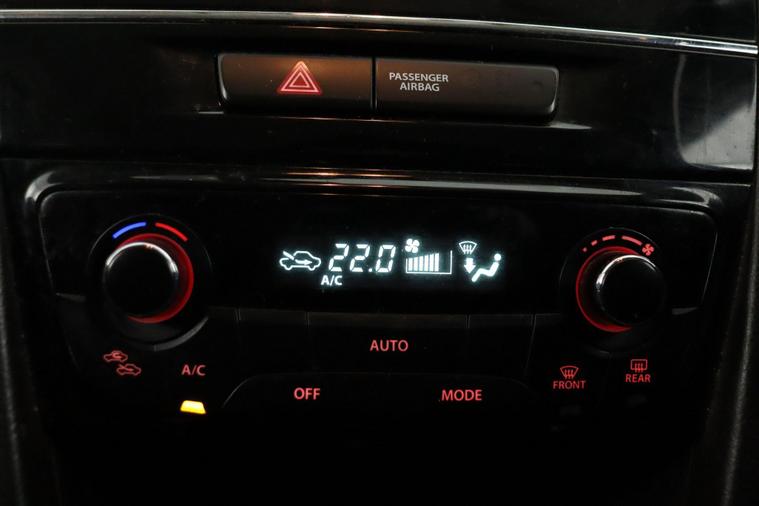 PASSENGER
AIRBAG
22.0
A/C
AUTO
A/C
OFF
MODE
FRONT
REAR